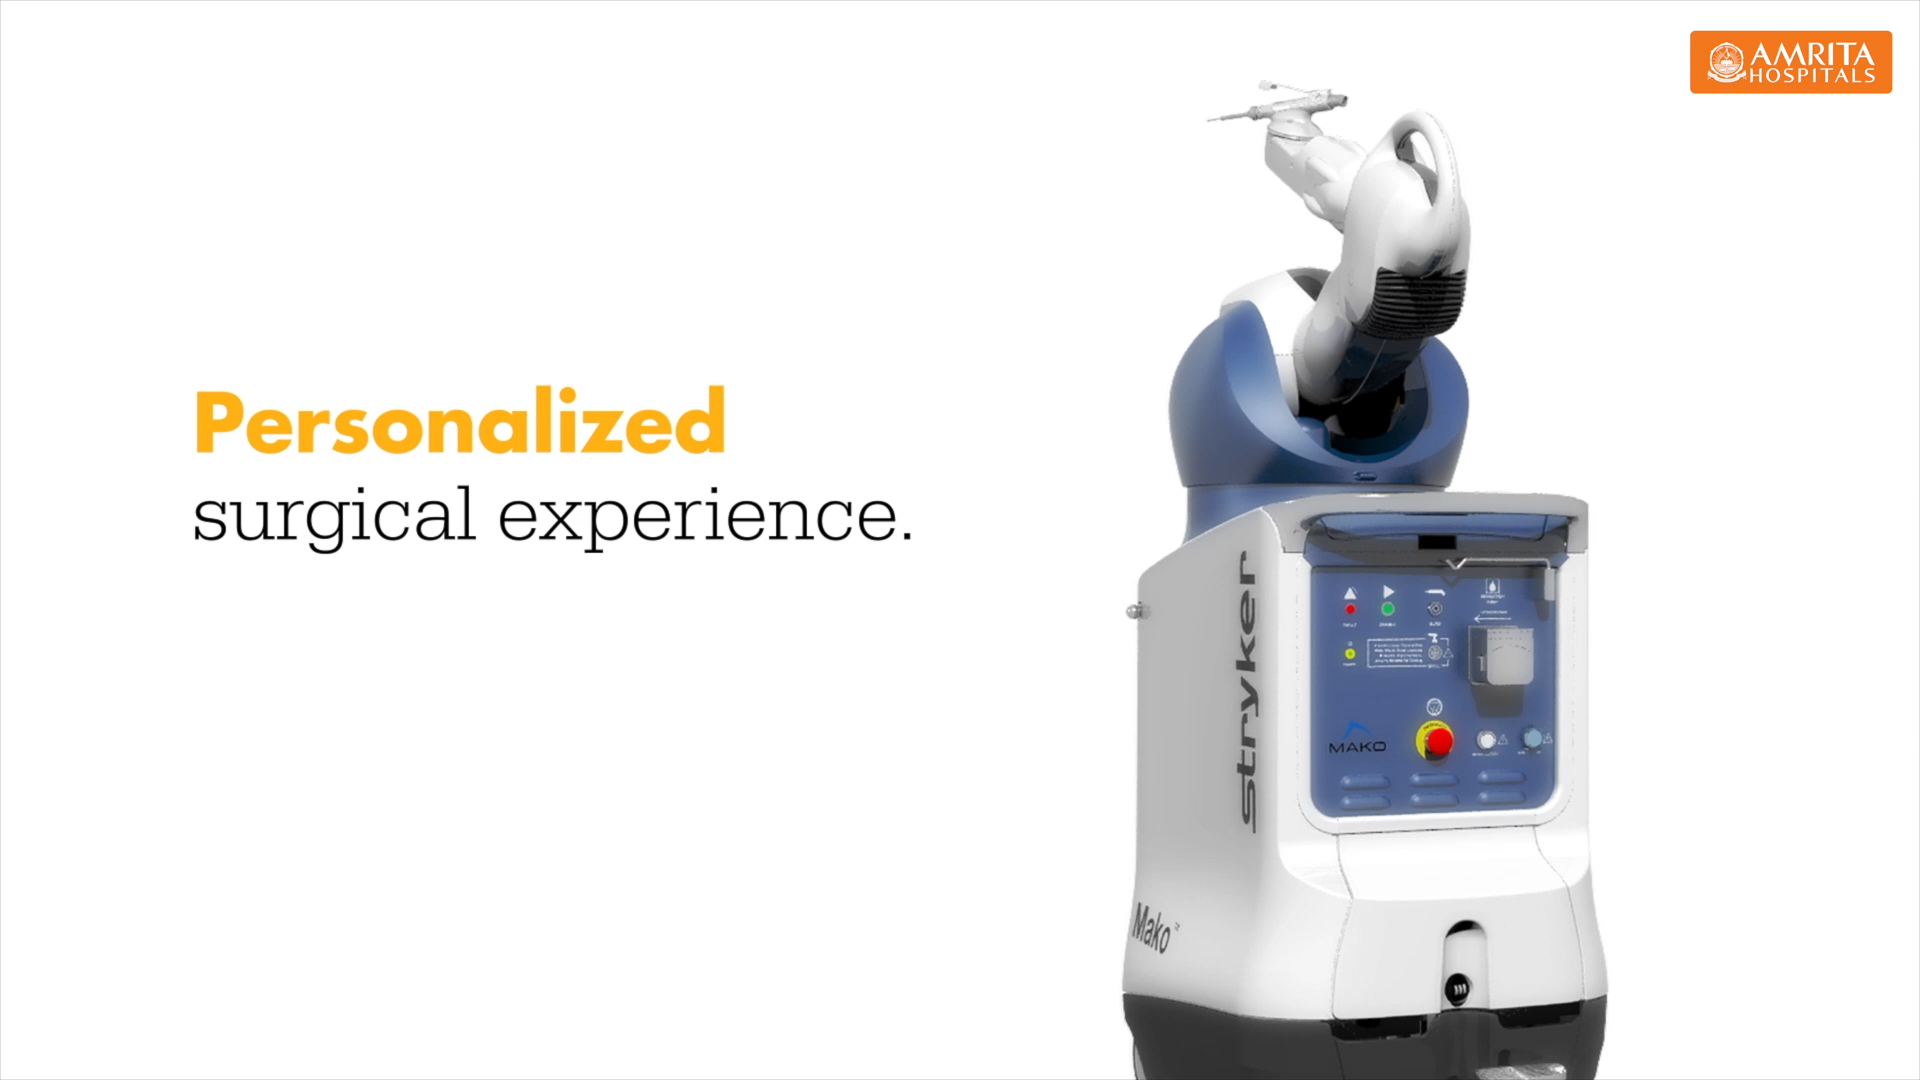 AMRITA
HOSPITALS
Personalized
surgical experience.
stryker
MAKO
Mako